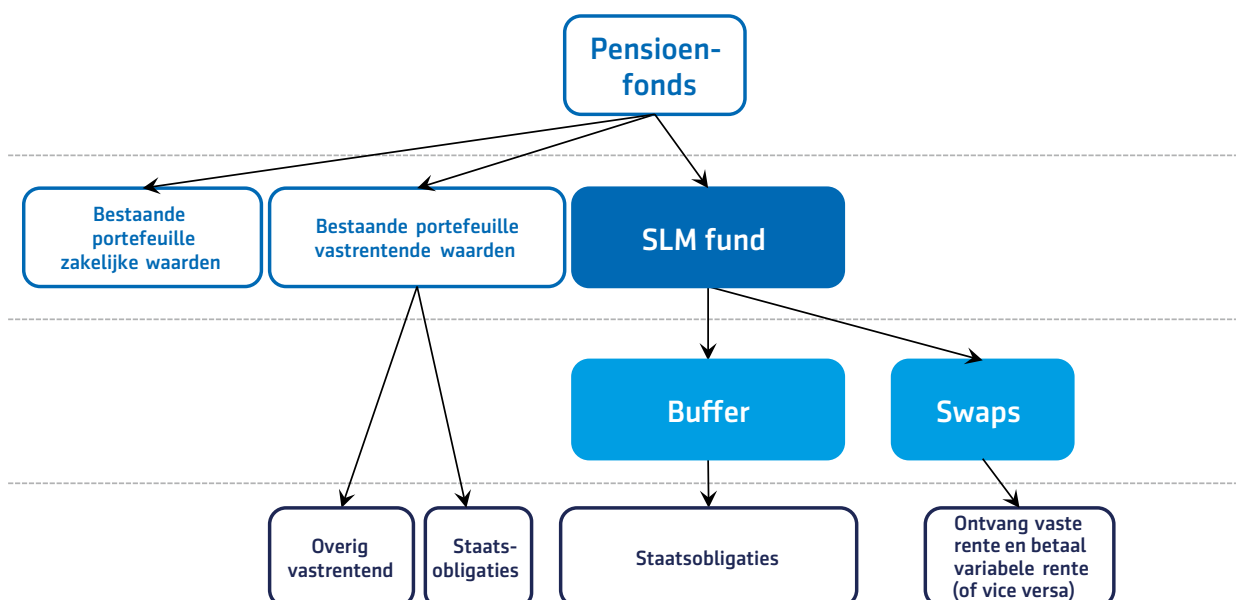 Pensioen-
fonds
Bestaande
portefeuille
zakelijke waarden
Bestaande portefeuille
vastrentende waarden
SLM fund
Buffer
Swaps
Overig
vastrentend
Staats-
obligaties
Staatsobligaties
Ontvang vaste
rente en betaal
variabele rente
(of vice versa)